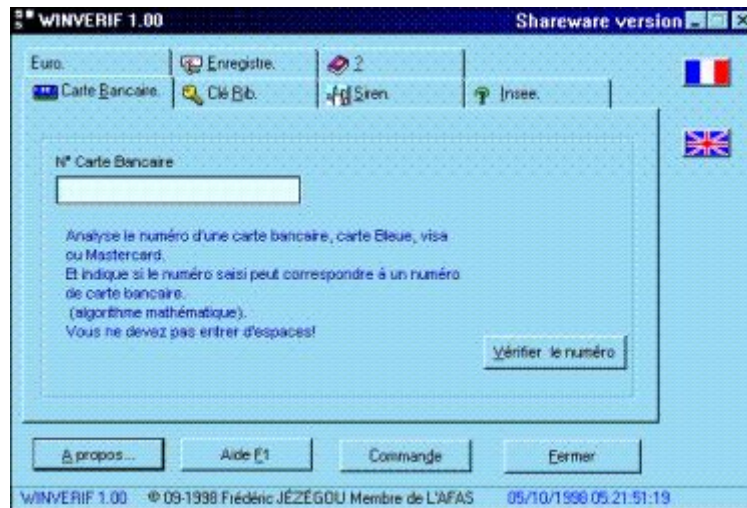 WINVERIF 1.00 Shareware version
Euro. Enregistre. ?
Carte Bancaire. Clé Rib. Siren. Insee.
N° Carte Bancaire
Analyse le numéro d'une carte bancaire, carte Bleue, visa
ou Mastercard.
Et indique si le numéro saisi peut correspondre à un numéro
de carte bancaire.
(algorithme mathématique).
Vous ne devez pas entrer d'espaces!
Vérifier le numéro
A propos... Aide F1 Commande Fermer
WINVERIF 1.00 © 09-1998 Frédéric JÉZÉGOU Membre de L'AFAS 05/10/1998 05:21:51:19